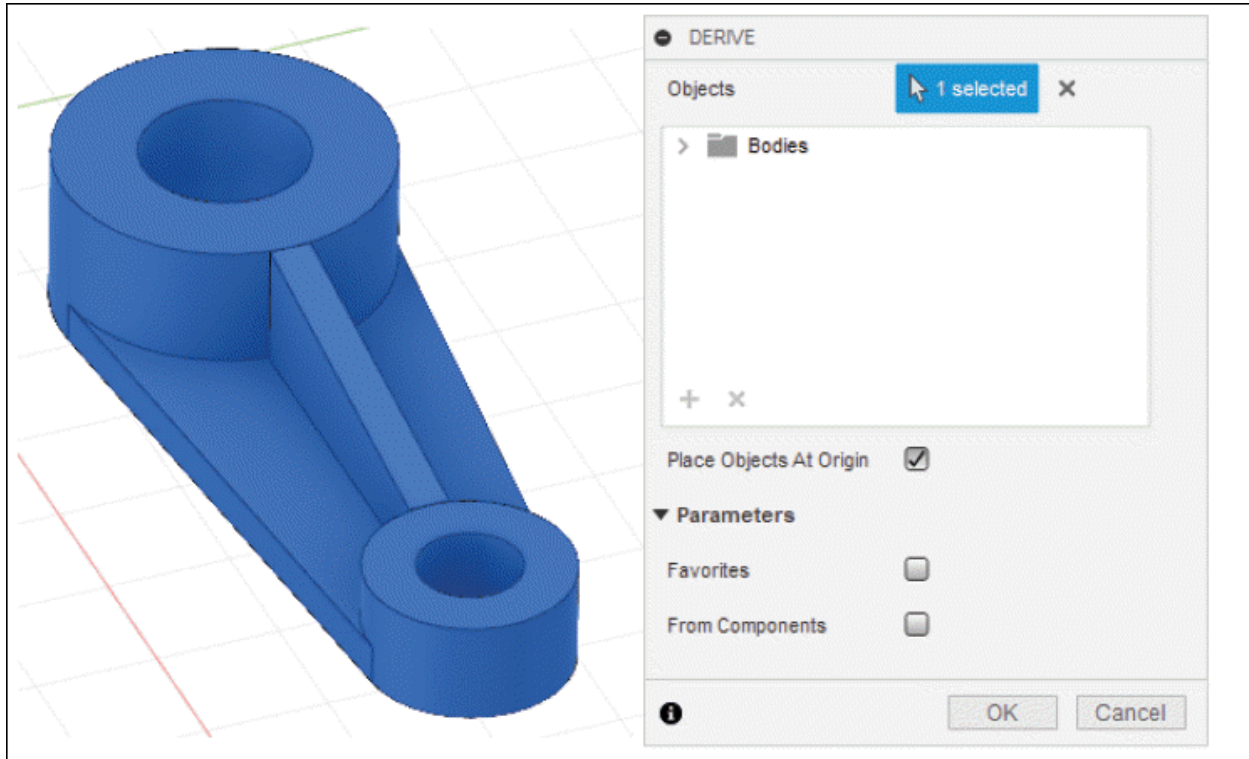 DERIVE
Objects 1 selected
Bodies
Place Objects At Origin
Parameters
Favorites
From Components
OK Cancel